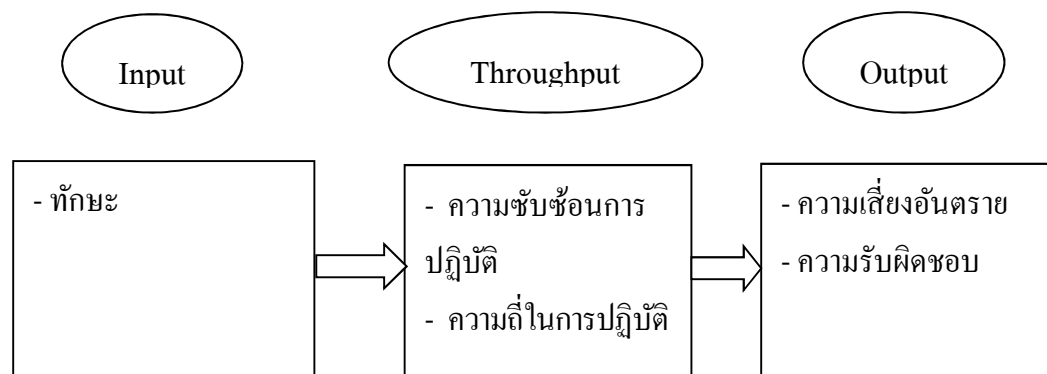 Input
Throughput
Output
- ทักษะ
- ความซับซ้อนการ
ปฏิบัติ
- ความถี่ในการปฏิบัติ
- ความเสี่ยงอันตราย
- ความรับผิดชอบ